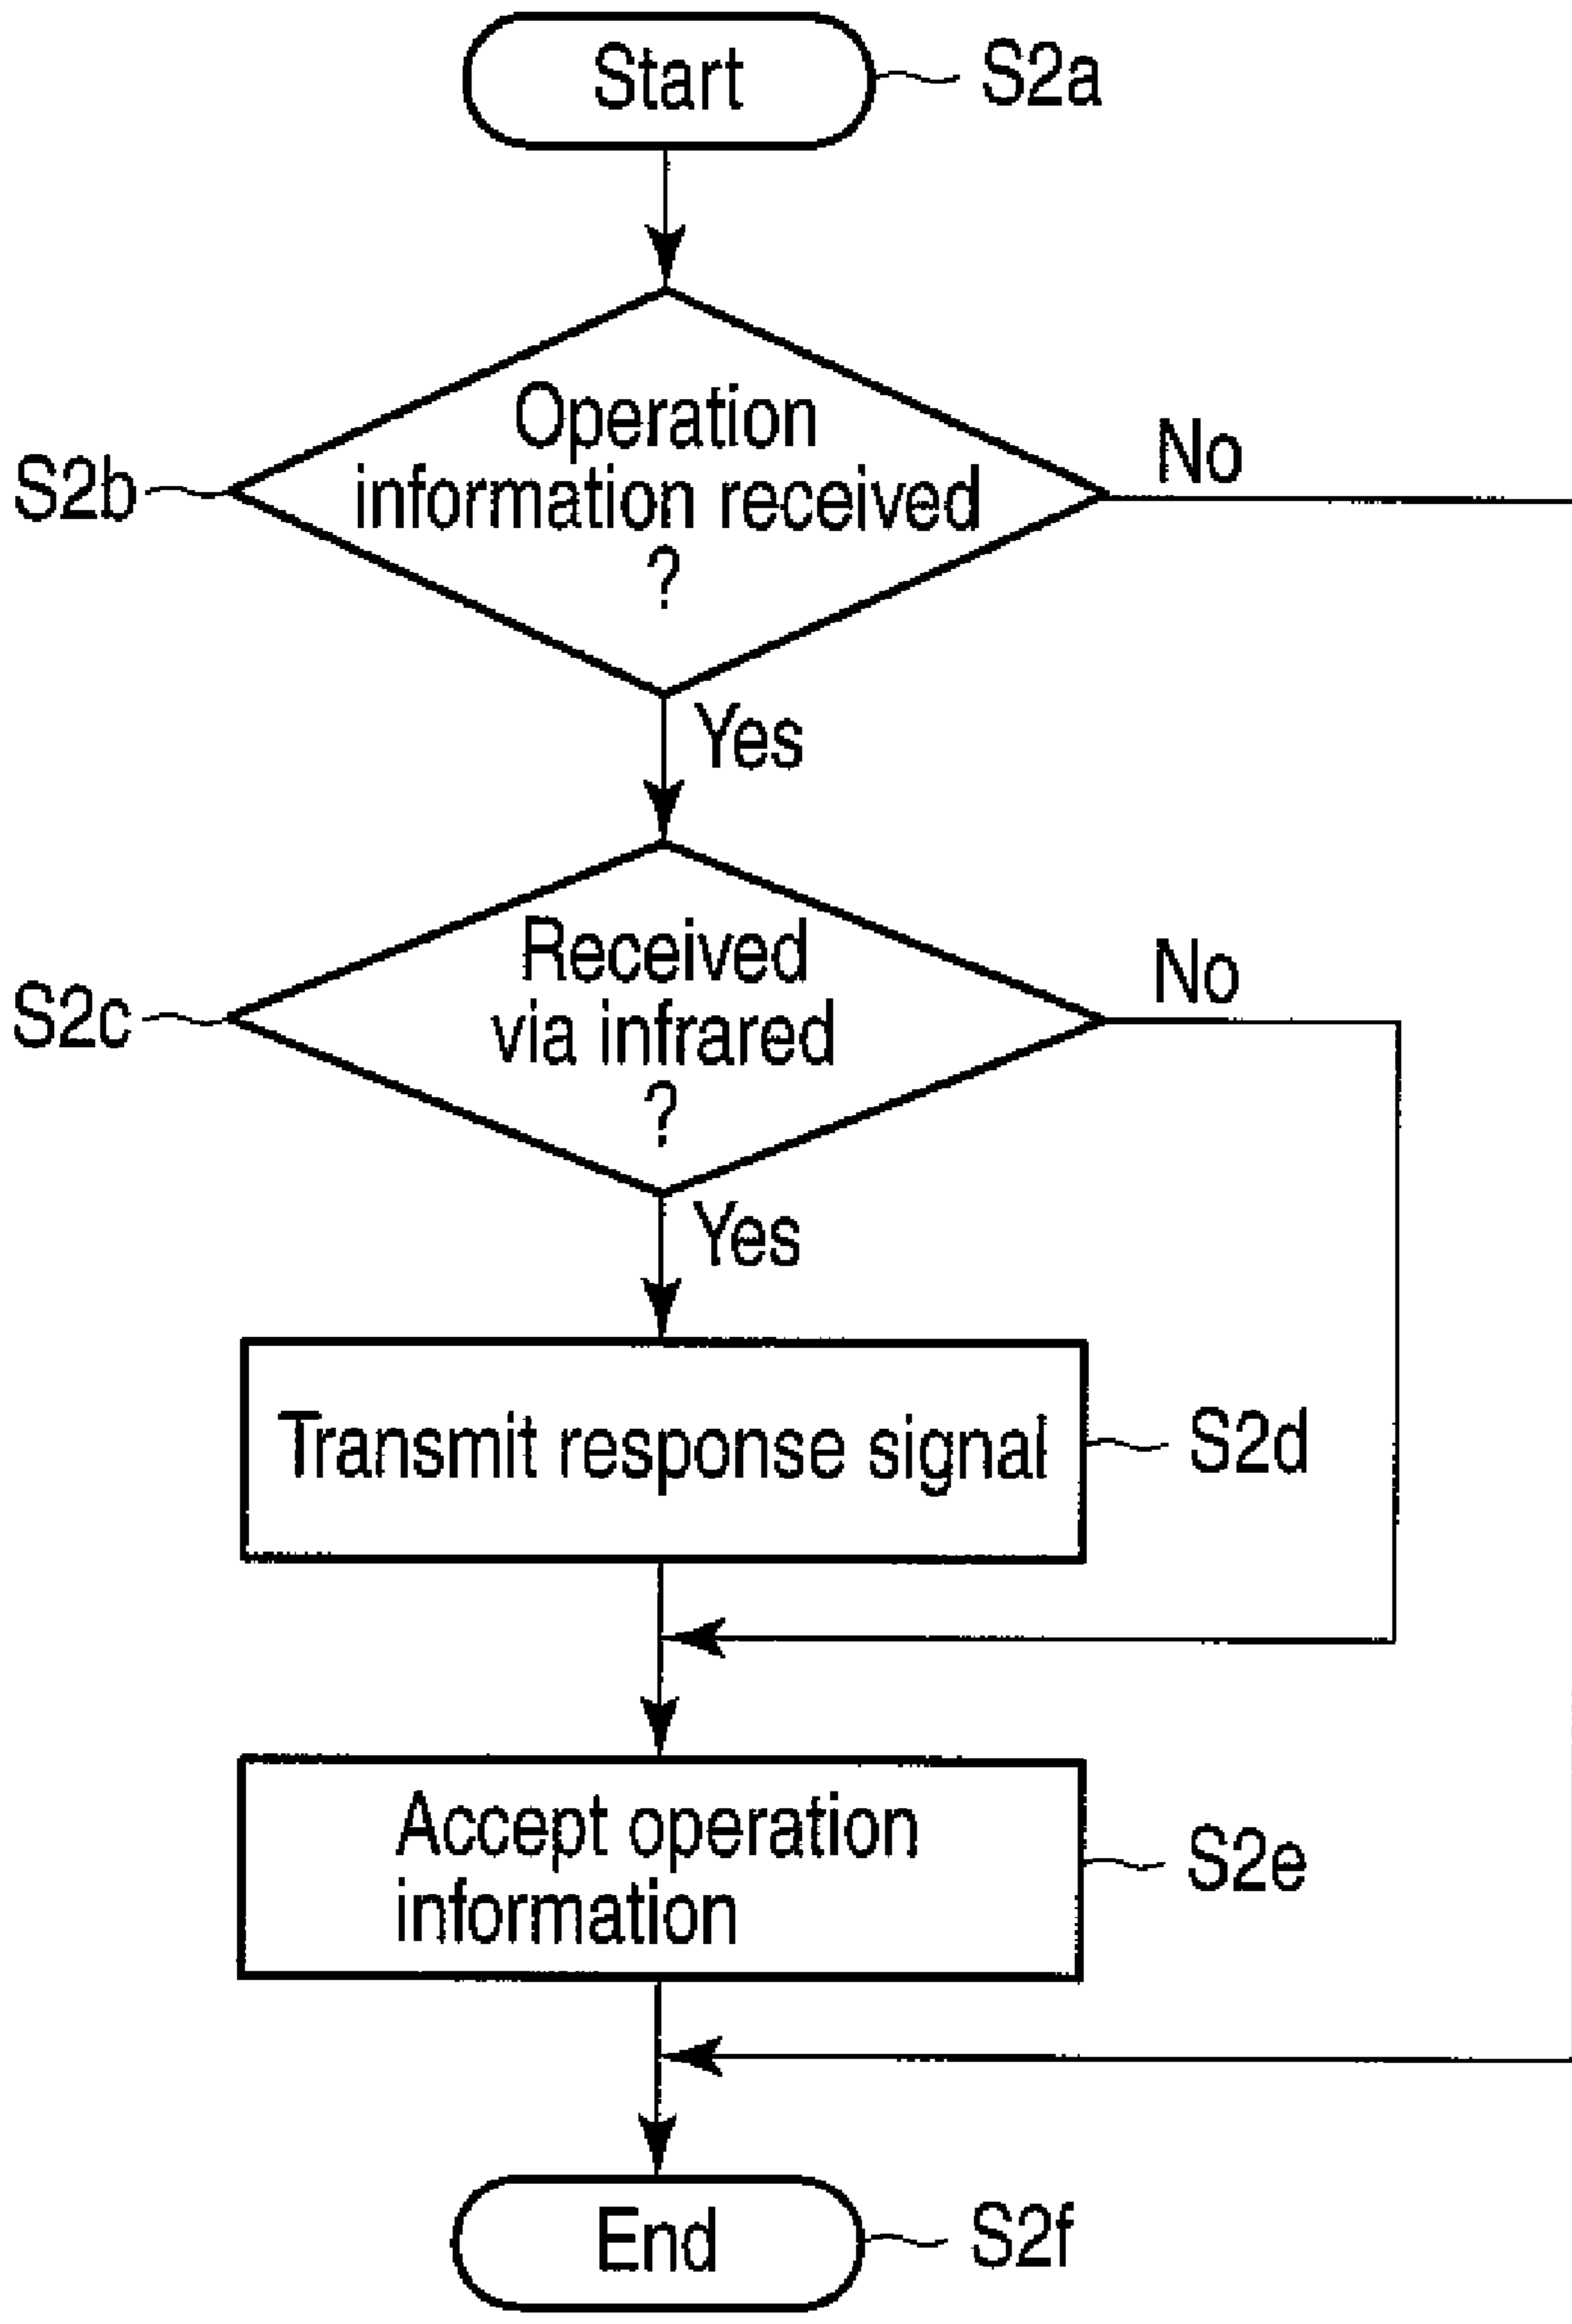 Start
S2a
Operation
information received
?
S2b
No
Yes
Received
via infrared
?
S2c
No
Yes
Transmit response signal
S2d
Accept operation
information
S2e
End
S2f